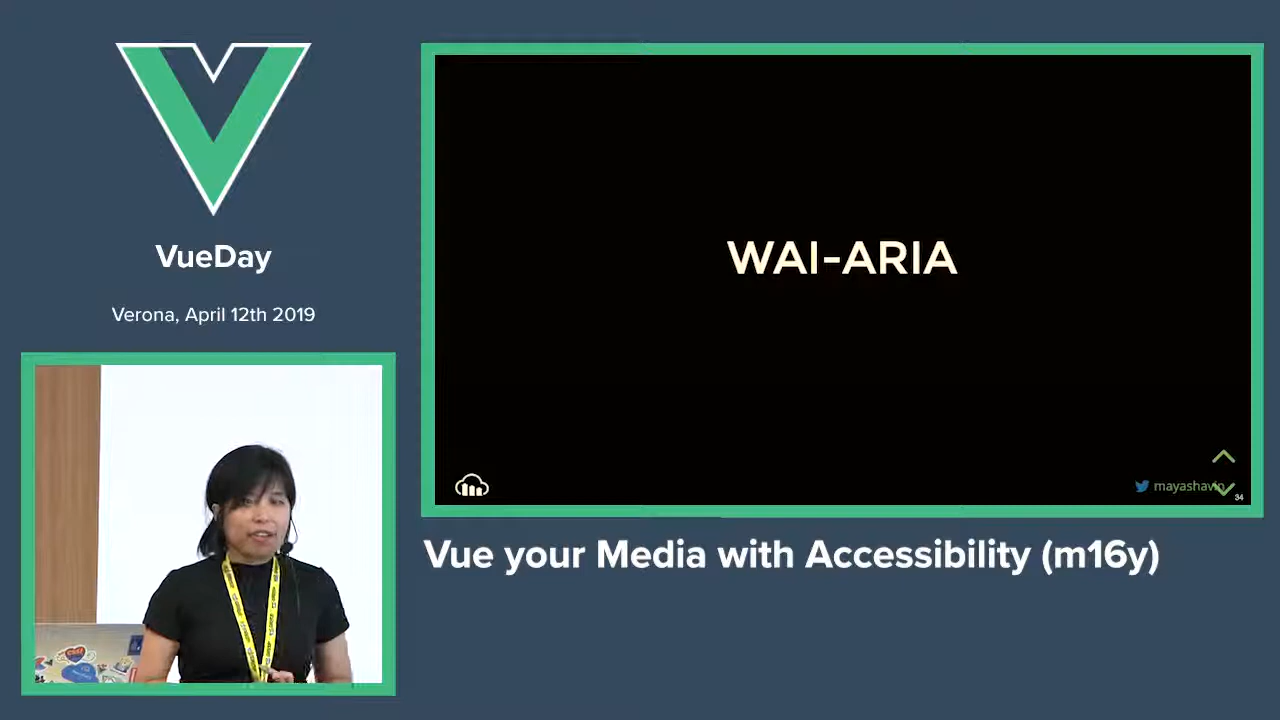 VueDay
Verona, April 12th 2019
WAI-ARIA
mayashavin
34
Vue your Media with Accessibility (m16y)